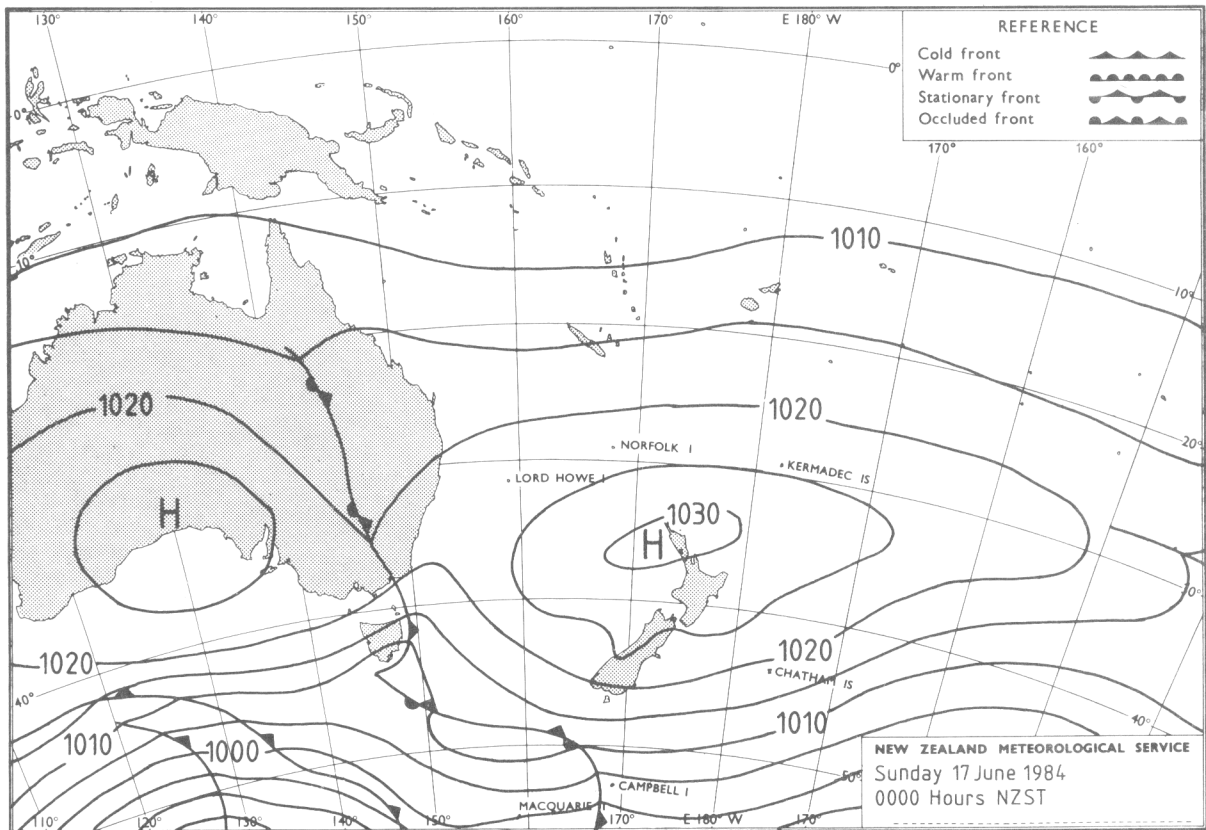 130° 140° 150° 160° 170° E 180° W
REFERENCE
Cold front
Warm front
Stationary front
Occluded front
0°
0°
170° 160°
1010
10°
10°
1020
1020
20°
NORFOLK I
KERMADEC IS
LORD HOWE I
H
1030
H
30°
1020
1020
CHATHAM IS
40°
40°
1010
1010
1000
NEW ZEALAND METEOROLOGICAL SERVICE
Sunday 17 June 1984
0000 Hours NZST
50°
CAMPBELL I
MACQUARIE I
110° 120° 130° 140° 150° 170° E 180° W 170°